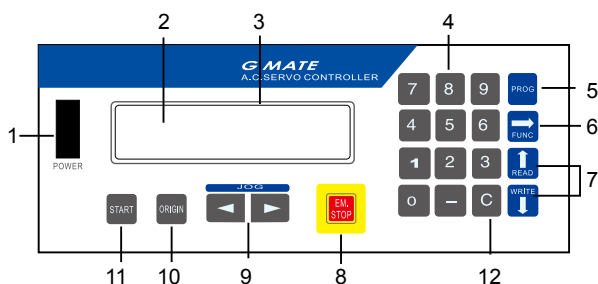 2
3
4
G MATE
A.C.SERVO CONTROLLER
7
8
9
PROG
5
1
4
5
6
FUNC
6
POWER
1
2
3
READ
7
JOG
START
ORIGIN
EM.
STOP
0
–
C
WRITE
11
10
9
8
12